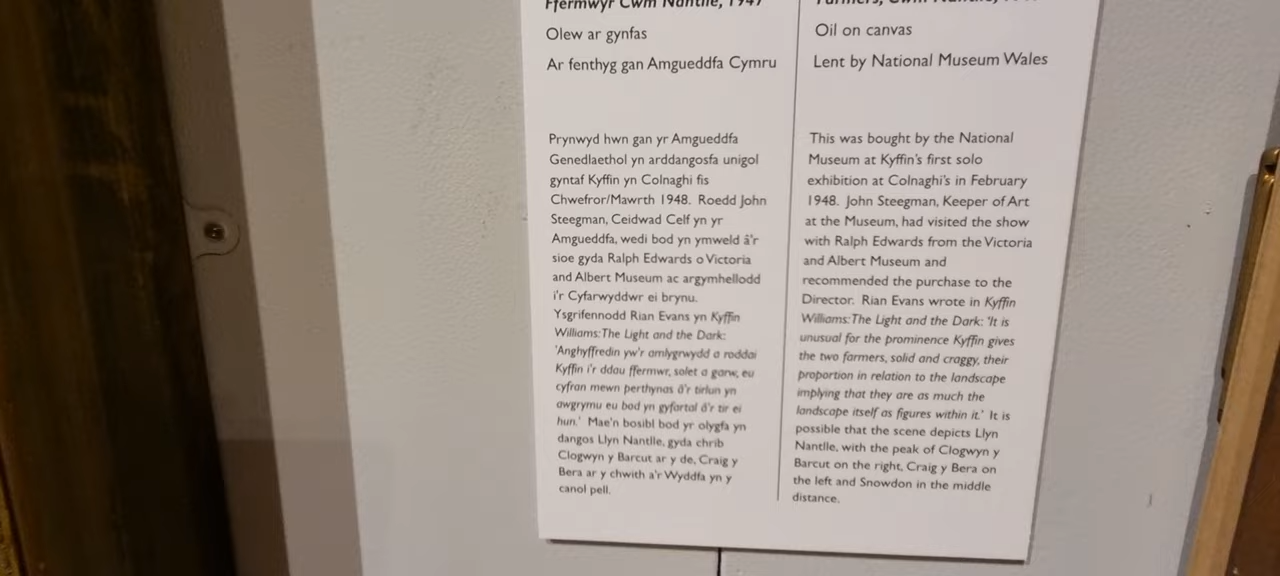 Ffermwyr Cwm Nantlle, 1947
Olew ar gynfas
Ar fenthyg gan Amgueddfa Cymru
Prynwyd hwn gan yr Amgueddfa
Genedlaethol yn arddangosfa unigol
gyntaf Kyffin yn Colnaghi fis
Chwefror/Mawrth 1948. Roedd John
Steegman, Ceidwad Celf yn yr
Amgueddfa, wedi bod yn ymweld â'r
sioe gyda Ralph Edwards o Victoria
and Albert Museum ac argymhellodd
i'r Cyfarwyddwr ei brynu.
Ysgrifennodd Rian Evans yn Kyffin
Williams: The Light and the Dark:
'Anghyffredin yw'r amlygrwydd a roddai
Kyffin i'r ddau ffermwr, solet a garw, eu
cyfran mewn perthynas â'r tirlun yn
awgrymu eu bod yn gyfartal â'r tir ei
hun.' Mae'n bosibl bod yr olygfa yn
dangos Llyn Nantlle, gyda chrib
Clogwyn y Barcut ar y de, Craig y
Bera ar y chwith a'r Wyddfa yn y
canol pell.
Farmers, Cwm Nantlle,
Oil on canvas
Lent by National Museum Wales
This was bought by the National
Museum at Kyffin's first solo
exhibition at Colnaghi's in February
1948. John Steegman, Keeper of Art
at the Museum, had visited the show
with Ralph Edwards from the Victoria
and Albert Museum and
recommended the purchase to the
Director. Rian Evans wrote in Kyffin
Williams: The Light and the Dark: 'It is
unusual for the prominence Kyffin gives
the two farmers, solid and craggy, their
proportion in relation to the landscape
implying that they are as much the
landscape itself as figures within it.' It is
possible that the scene depicts Llyn
Nantlle, with the peak of Clogwyn y
Barcut on the right, Craig y Bera on
the left and Snowdon in the middle
distance.